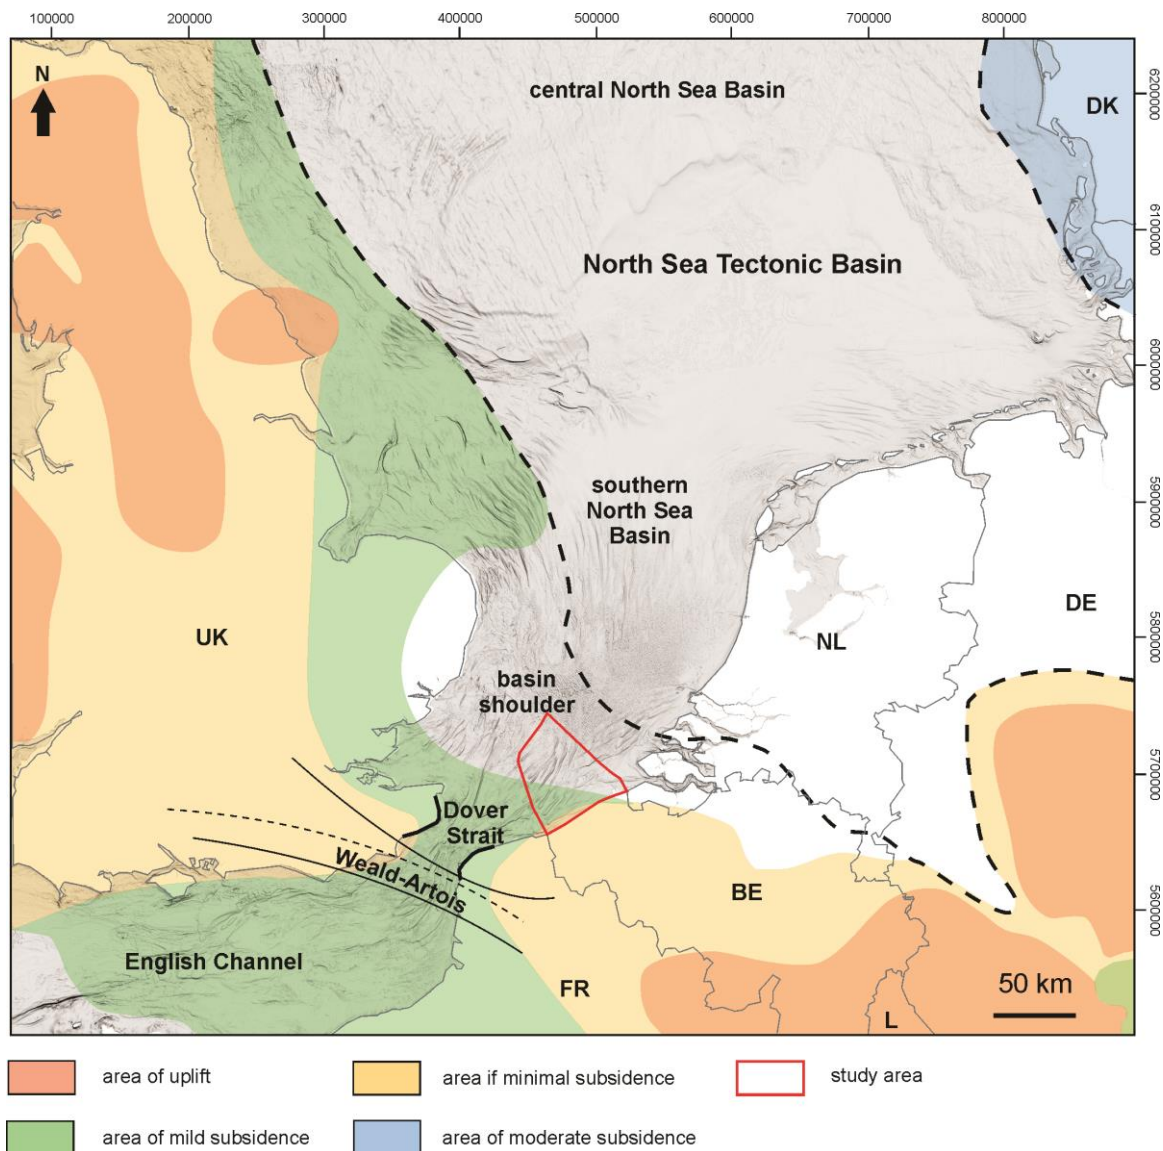 100000 200000 300000 400000 500000 600000 700000 800000
N
central North Sea Basin
DK
6200000
6100000
North Sea Tectonic Basin
6000000
southern
North Sea
Basin
5900000
DE
UK
NL
5800000
basin
shoulder
5700000
Dover
Strait
Weald-Artois
BE
5600000
English Channel
FR
50 km
L
area of uplift
area if minimal subsidence
study area
area of mild subsidence
area of moderate subsidence